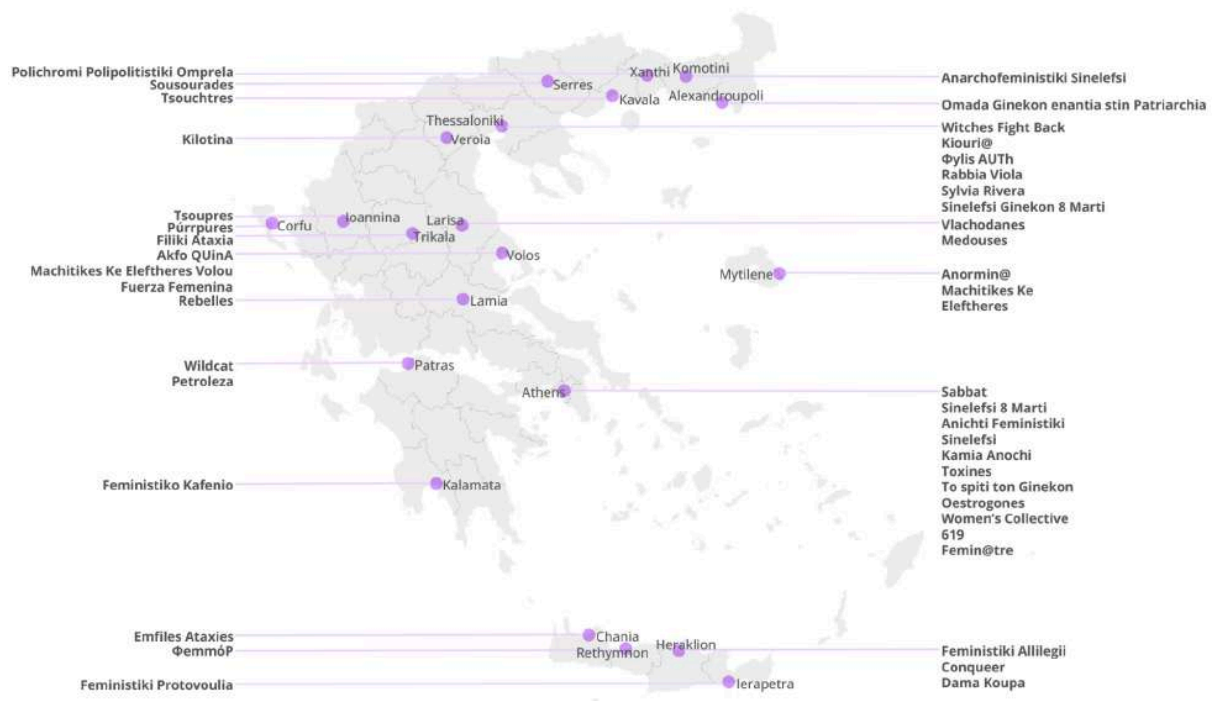 Polichromi Polipolitistiki Omprela
Sousourades
Tsouchtres
Kilotina
Tsoupres
Púrrpures
Filiki Ataxia
Akfo QUinA
Machitikes Ke Eleftheres Volou
Fuerza Femenina
Rebelles
Wildcat
Petroleza
Feministiko Kafenio
Emfiles Ataxies
ΦemmóP
Feministiki Protovoulia
Xanthi
Komotini
Serres
Kavala
Alexandroupoli
Thessaloniki
Veroia
Ioannina
Larisa
Corfu
Trikala
Volos
Mytilene
Lamia
Patras
Athens
Kalamata
Chania
Rethymnon
Heraklion
Ierapetra
Anarchofeministiki Sinelefsi
Omada Ginekon enantia stin Patriarchia
Witches Fight Back
Kiouri@
Φylis AUTh
Rabbia Viola
Sylvia Rivera
Sinelefsi Ginekon 8 Marti
Vlachodanes
Medouses
Anormin@
Machitikes Ke
Eleftheres
Sabbat
Sinelefsi 8 Marti
Anichti Feministiki
Sinelefsi
Kamia Anochi
Toxines
To spiti ton Ginekon
Oestrogones
Women's Collective
619
Femin@tre
Feministiki Allilegii
Conqueer
Dama Koupa